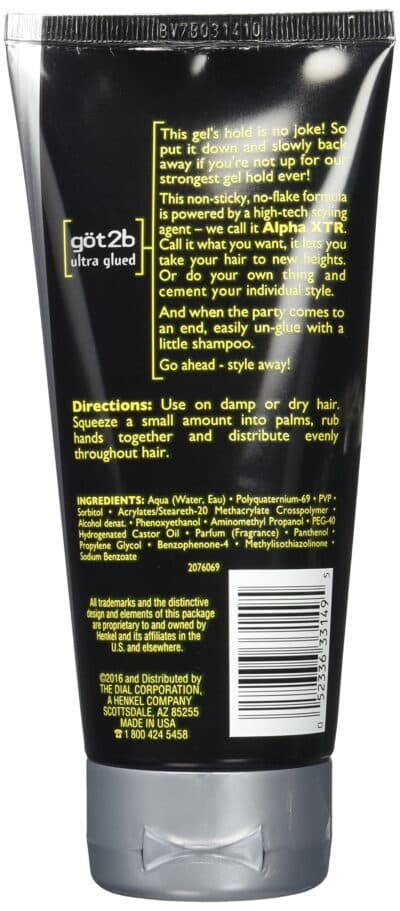 BV78031410
This gel's hold is no joke! So
put it down and slowly back
away if you're not up for our
strongest gel hold ever!
This non-sticky, no-flake formula
is powered by a high-tech styling
agent – we call it Alpha XTR.
Call it what you want, it lets you
take your hair to new heights.
Or do your own thing and
cement your individual style.
And when the party comes to
an end, easily un-glue with a
little shampoo.
Go ahead - style away!
göt2b
ultra glued
Directions: Use on damp or dry hair.
Squeeze a small amount into palms, rub
hands together and distribute evenly
throughout hair.
INGREDIENTS: Aqua (Water, Eau) • Polyquaternium-69 • PVP •
Sorbitol • Acrylates/Steareth-20 Methacrylate Crosspolymer •
Alcohol denat. • Phenoxyethanol • Aminomethyl Propanol • PEG-40
Hydrogenated Castor Oil • Parfum (Fragrance) • Panthenol •
Propylene Glycol • Benzophenone-4 • Methylisothiazolinone •
Sodium Benzoate
2076069
All trademarks and the distinctive
design and elements of this package
are proprietary to and owned by
Henkel and its affiliates in the
U.S. and elsewhere.
©2016 and Distributed by
THE DIAL CORPORATION,
A HENKEL COMPANY
SCOTTSDALE, AZ 85255
MADE IN USA
☎1 800 424 5458
0 52336 33149 5